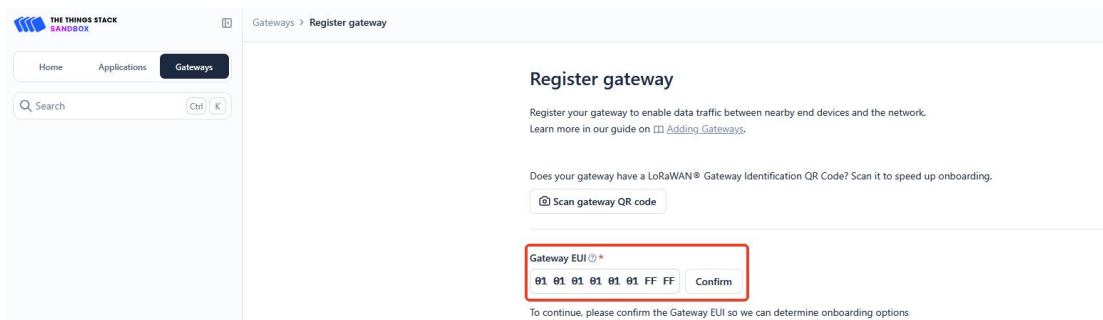 THE THINGS STACK
SANDBOX
Gateways > Register gateway
Home Applications Gateways
Search Ctrl K
Register gateway
Register your gateway to enable data traffic between nearby end devices and the network.
Learn more in our guide on Adding Gateways.
Does your gateway have a LoRaWAN® Gateway Identification QR Code? Scan it to speed up onboarding.
Scan gateway QR code
Gateway EUI ? *
01 01 01 01 01 01 FF FF Confirm
To continue, please confirm the Gateway EUI so we can determine onboarding options